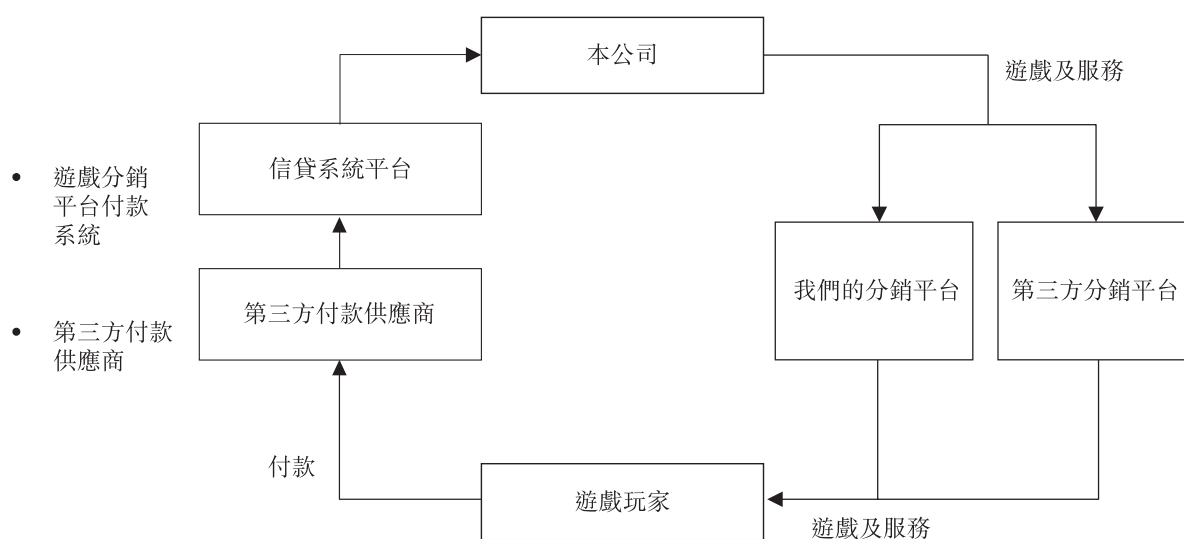 本公司
遊戲及服務
信貸系統平台
• 遊戲分銷
平台付款
系統
我們的分銷平台
第三方分銷平台
第三方付款供應商
• 第三方付款
供應商
付款
遊戲玩家
遊戲及服務